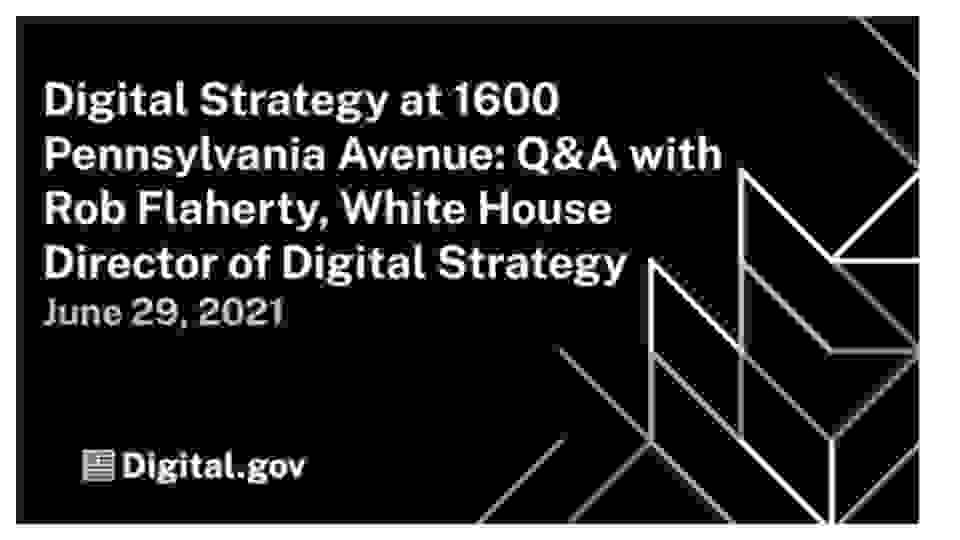 Digital Strategy at 1600
Pennsylvania Avenue: Q&A with
Rob Flaherty, White House
Director of Digital Strategy
June 29, 2021
Digital.gov